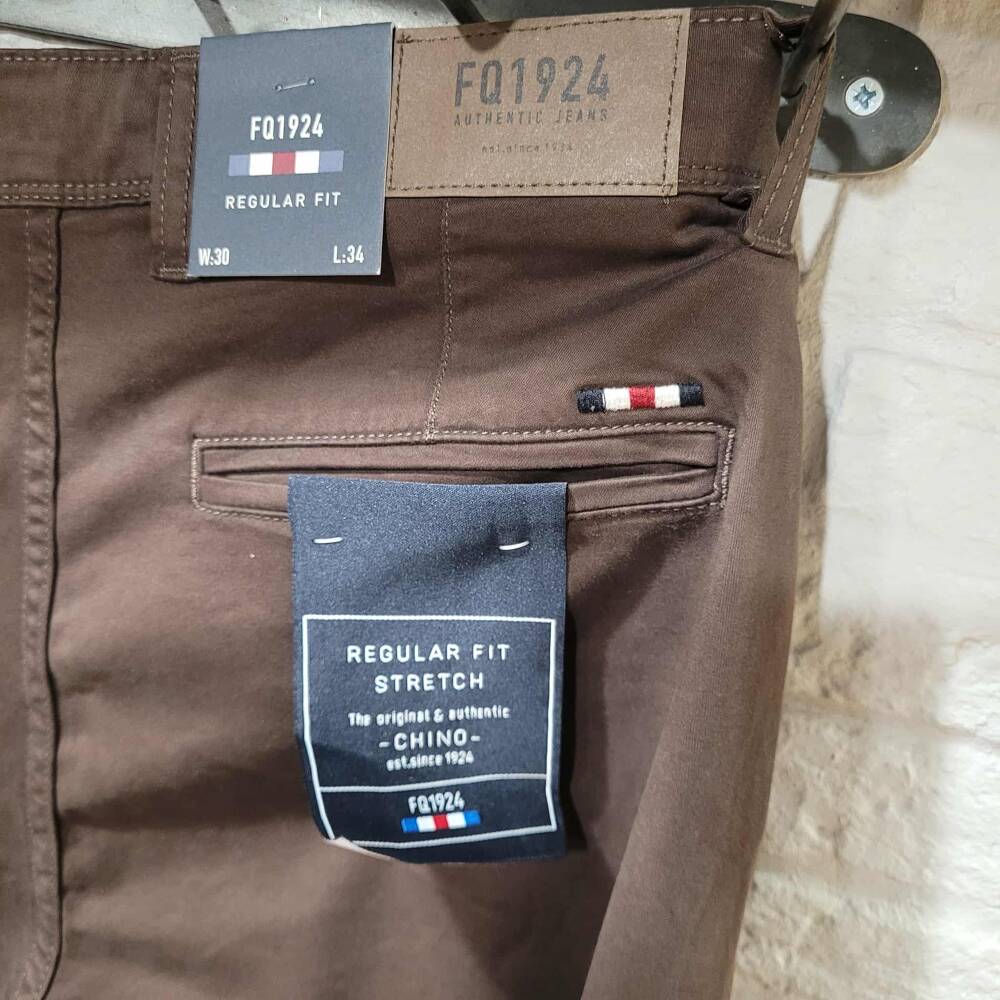 FQ1924
REGULAR FIT
W:30 L:34
FQ1924
AUTHENTIC JEANS
est.since 1924
REGULAR FIT
STRETCH
The original & authentic
-CHINO-
est.since 1924
FQ1924